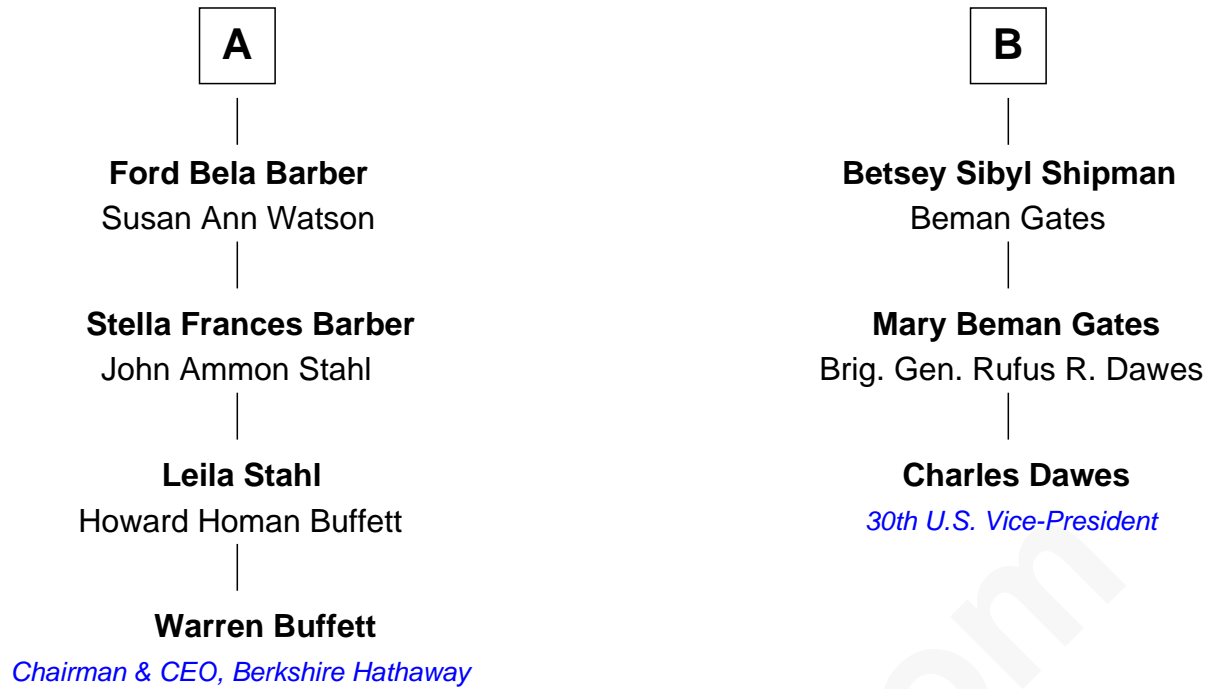 A
Ford Bela Barber
Susan Ann Watson
Stella Frances Barber
John Ammon Stahl
Leila Stahl
Howard Homan Buffett
Warren Buffett
Chairman & CEO, Berkshire Hathaway
B
Betsey Sibyl Shipman
Beman Gates
Mary Beman Gates
Brig. Gen. Rufus R. Dawes
Charles Dawes
30th U.S. Vice-President
om